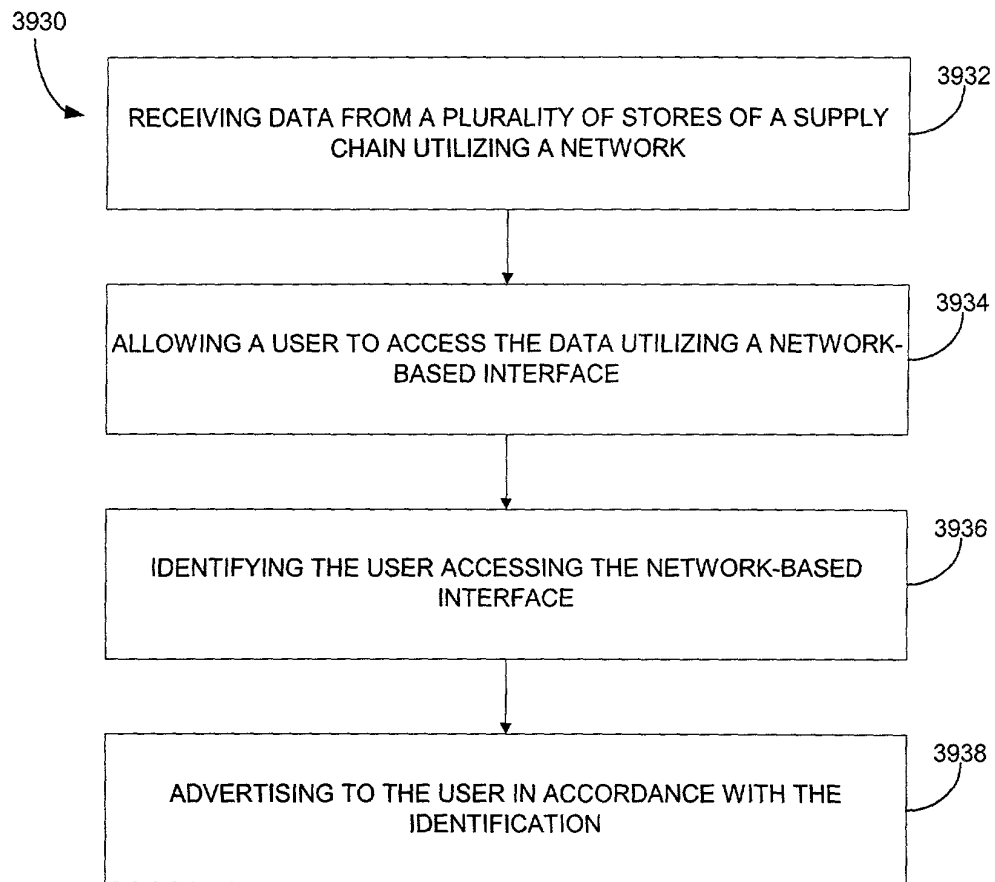 3930
3932
RECEIVING DATA FROM A PLURALITY OF STORES OF A SUPPLY
CHAIN UTILIZING A NETWORK
3934
ALLOWING A USER TO ACCESS THE DATA UTILIZING A NETWORK-
BASED INTERFACE
3936
IDENTIFYING THE USER ACCESSING THE NETWORK-BASED
INTERFACE
3938
ADVERTISING TO THE USER IN ACCORDANCE WITH THE
IDENTIFICATION